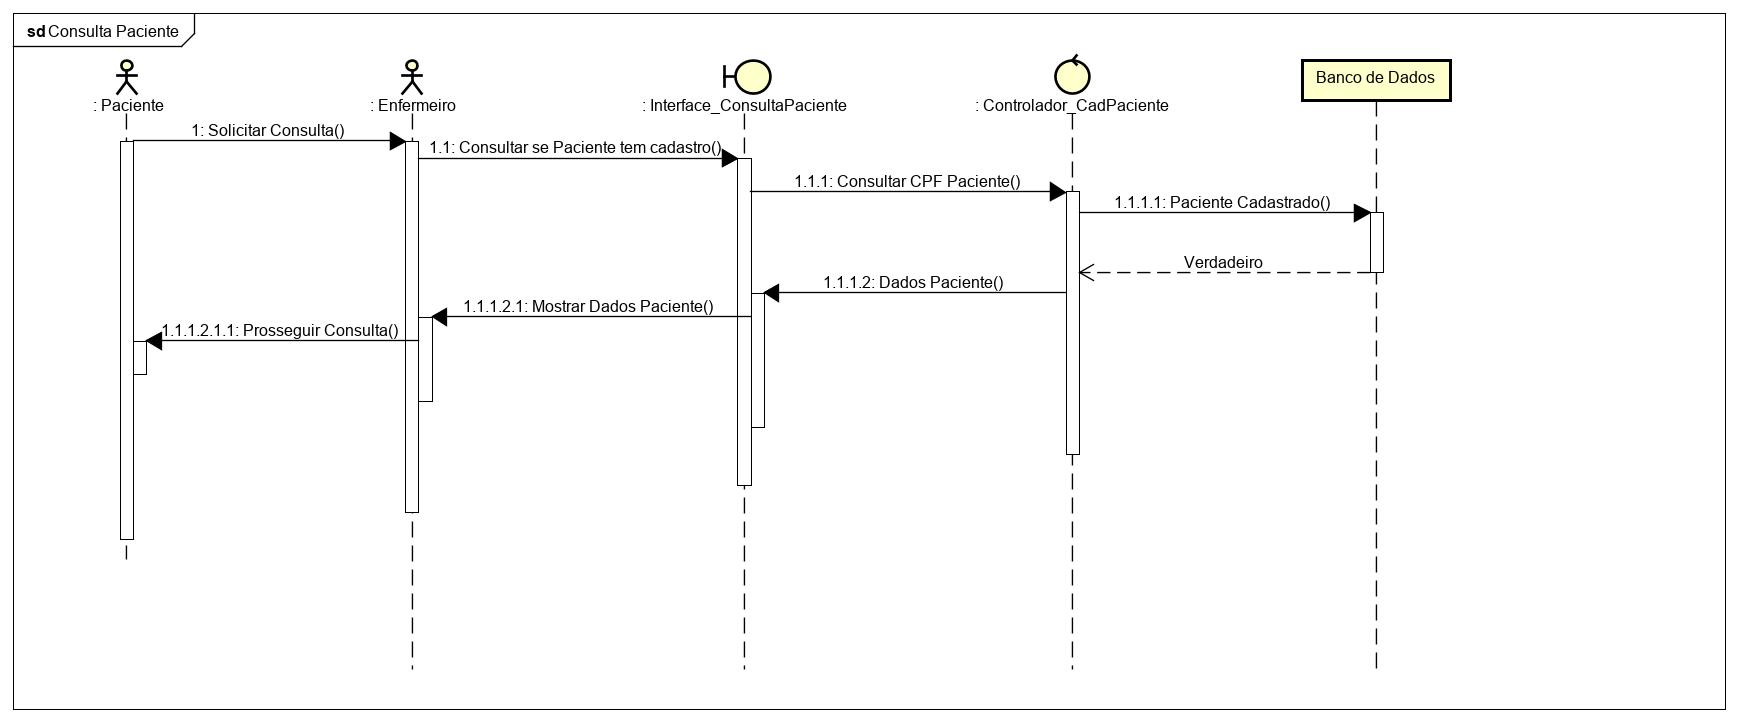 sd Consulta Paciente
: Paciente
: Enfermeiro
: Interface_ConsultaPaciente
: Controlador_CadPaciente
Banco de Dados
1: Solicitar Consulta()
1.1: Consultar se Paciente tem cadastro()
1.1.1: Consultar CPF Paciente()
1.1.1.1: Paciente Cadastrado()
Verdadeiro
1.1.1.2: Dados Paciente()
1.1.1.2.1: Mostrar Dados Paciente()
1.1.1.2.1.1: Prosseguir Consulta()